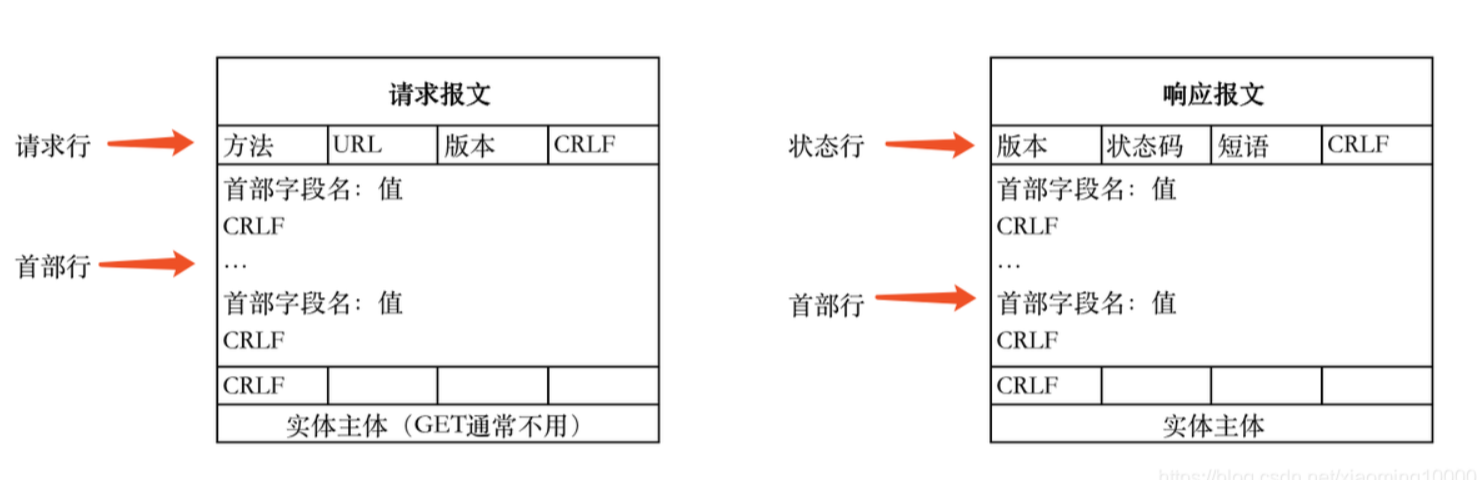 请求报文
请求行
方法 URL 版本 CRLF
首部字段名：值
CRLF
首部行
…
首部字段名：值
CRLF
CRLF
实体主体（GET通常不用）
响应报文
状态行
版本 状态码 短语 CRLF
首部字段名：值
CRLF
…
首部行
首部字段名：值
CRLF
CRLF
实体主体
https://blog.csdn.net/xiaoming10000